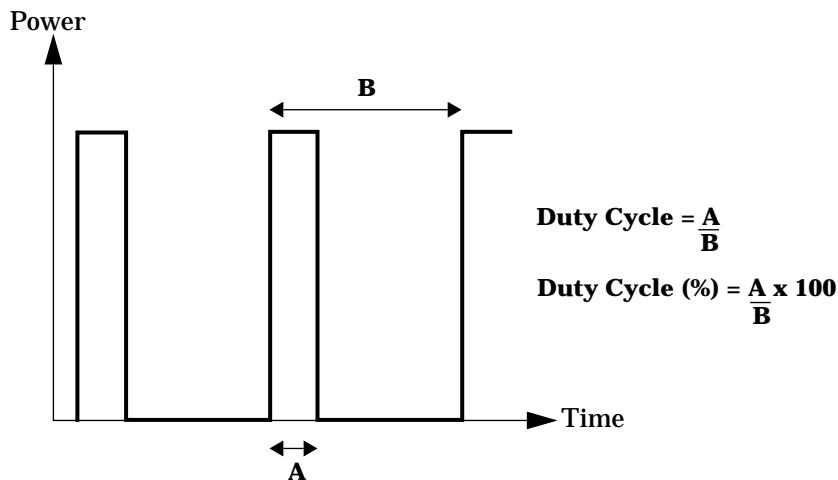 Power
B
Duty Cycle = A
B
Duty Cycle (%) = A x 100
B
Time
A